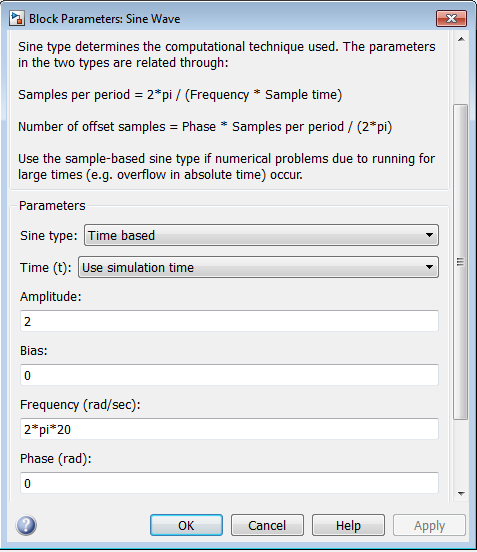 Block Parameters: Sine Wave
Sine type determines the computational technique used. The parameters
in the two types are related through:
Samples per period = 2*pi / (Frequency * Sample time)
Number of offset samples = Phase * Samples per period / (2*pi)
Use the sample-based sine type if numerical problems due to running for
large times (e.g. overflow in absolute time) occur.
Parameters
Sine type: Time based
Time (t): Use simulation time
Amplitude:
2
Bias:
0
Frequency (rad/sec):
2*pi*20
Phase (rad):
0
OK Cancel Help Apply